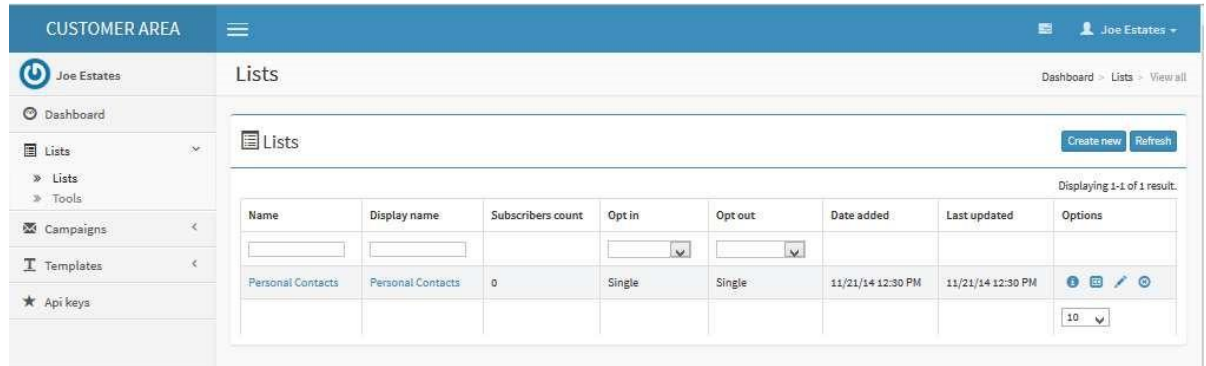 CUSTOMER AREA
Joe Estates
Joe Estates
Lists
Dashboard > Lists > View all
Dashboard
Lists
Lists
Tools
Campaigns
Templates
Api keys
Lists
Create new Refresh
Displaying 1-1 of 1 result.
Name Display name Subscribers count Opt in Opt out Date added Last updated Options
Personal Contacts Personal Contacts 0 Single Single 11/21/14 12:30 PM 11/21/14 12:30 PM
10